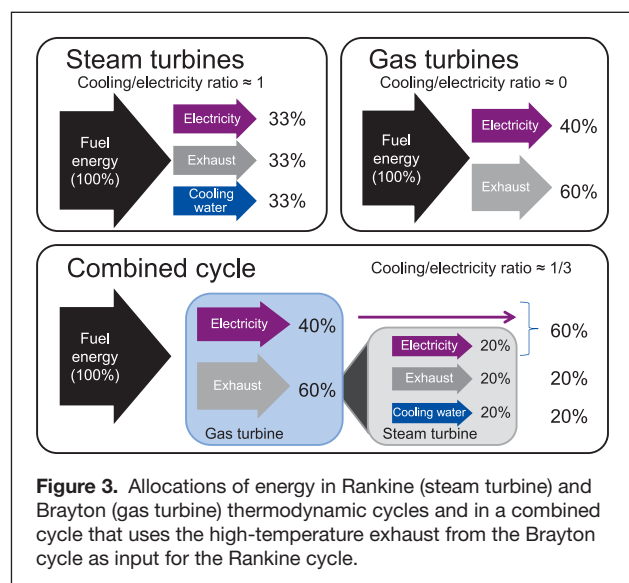 Steam turbines
Cooling/electricity ratio ≈ 1
Fuel
energy
(100%)
Electricity 33%
Exhaust 33%
Cooling
water 33%
Gas turbines
Cooling/electricity ratio ≈ 0
Fuel
energy
(100%)
Electricity 40%
Exhaust 60%
Combined cycle
Cooling/electricity ratio ≈ 1/3
Fuel
energy
(100%)
Electricity 40%
Exhaust 60%
Gas turbine
Electricity 20%
Exhaust 20%
Cooling water 20%
Steam turbine
60%
20%
20%
Figure 3. Allocations of energy in Rankine (steam turbine) and
Brayton (gas turbine) thermodynamic cycles and in a combined
cycle that uses the high-temperature exhaust from the Brayton
cycle as input for the Rankine cycle.